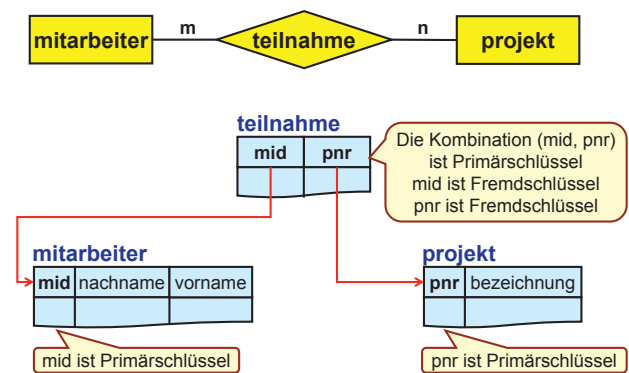 mitarbeiter m teilnahme n projekt
teilnahme
mid pnr
Die Kombination (mid, pnr)
ist Primärschlüssel
mid ist Fremdschlüssel
pnr ist Fremdschlüssel
mitarbeiter
mid nachname vorname
mid ist Primärschlüssel
projekt
pnr bezeichnung
pnr ist Primärschlüssel